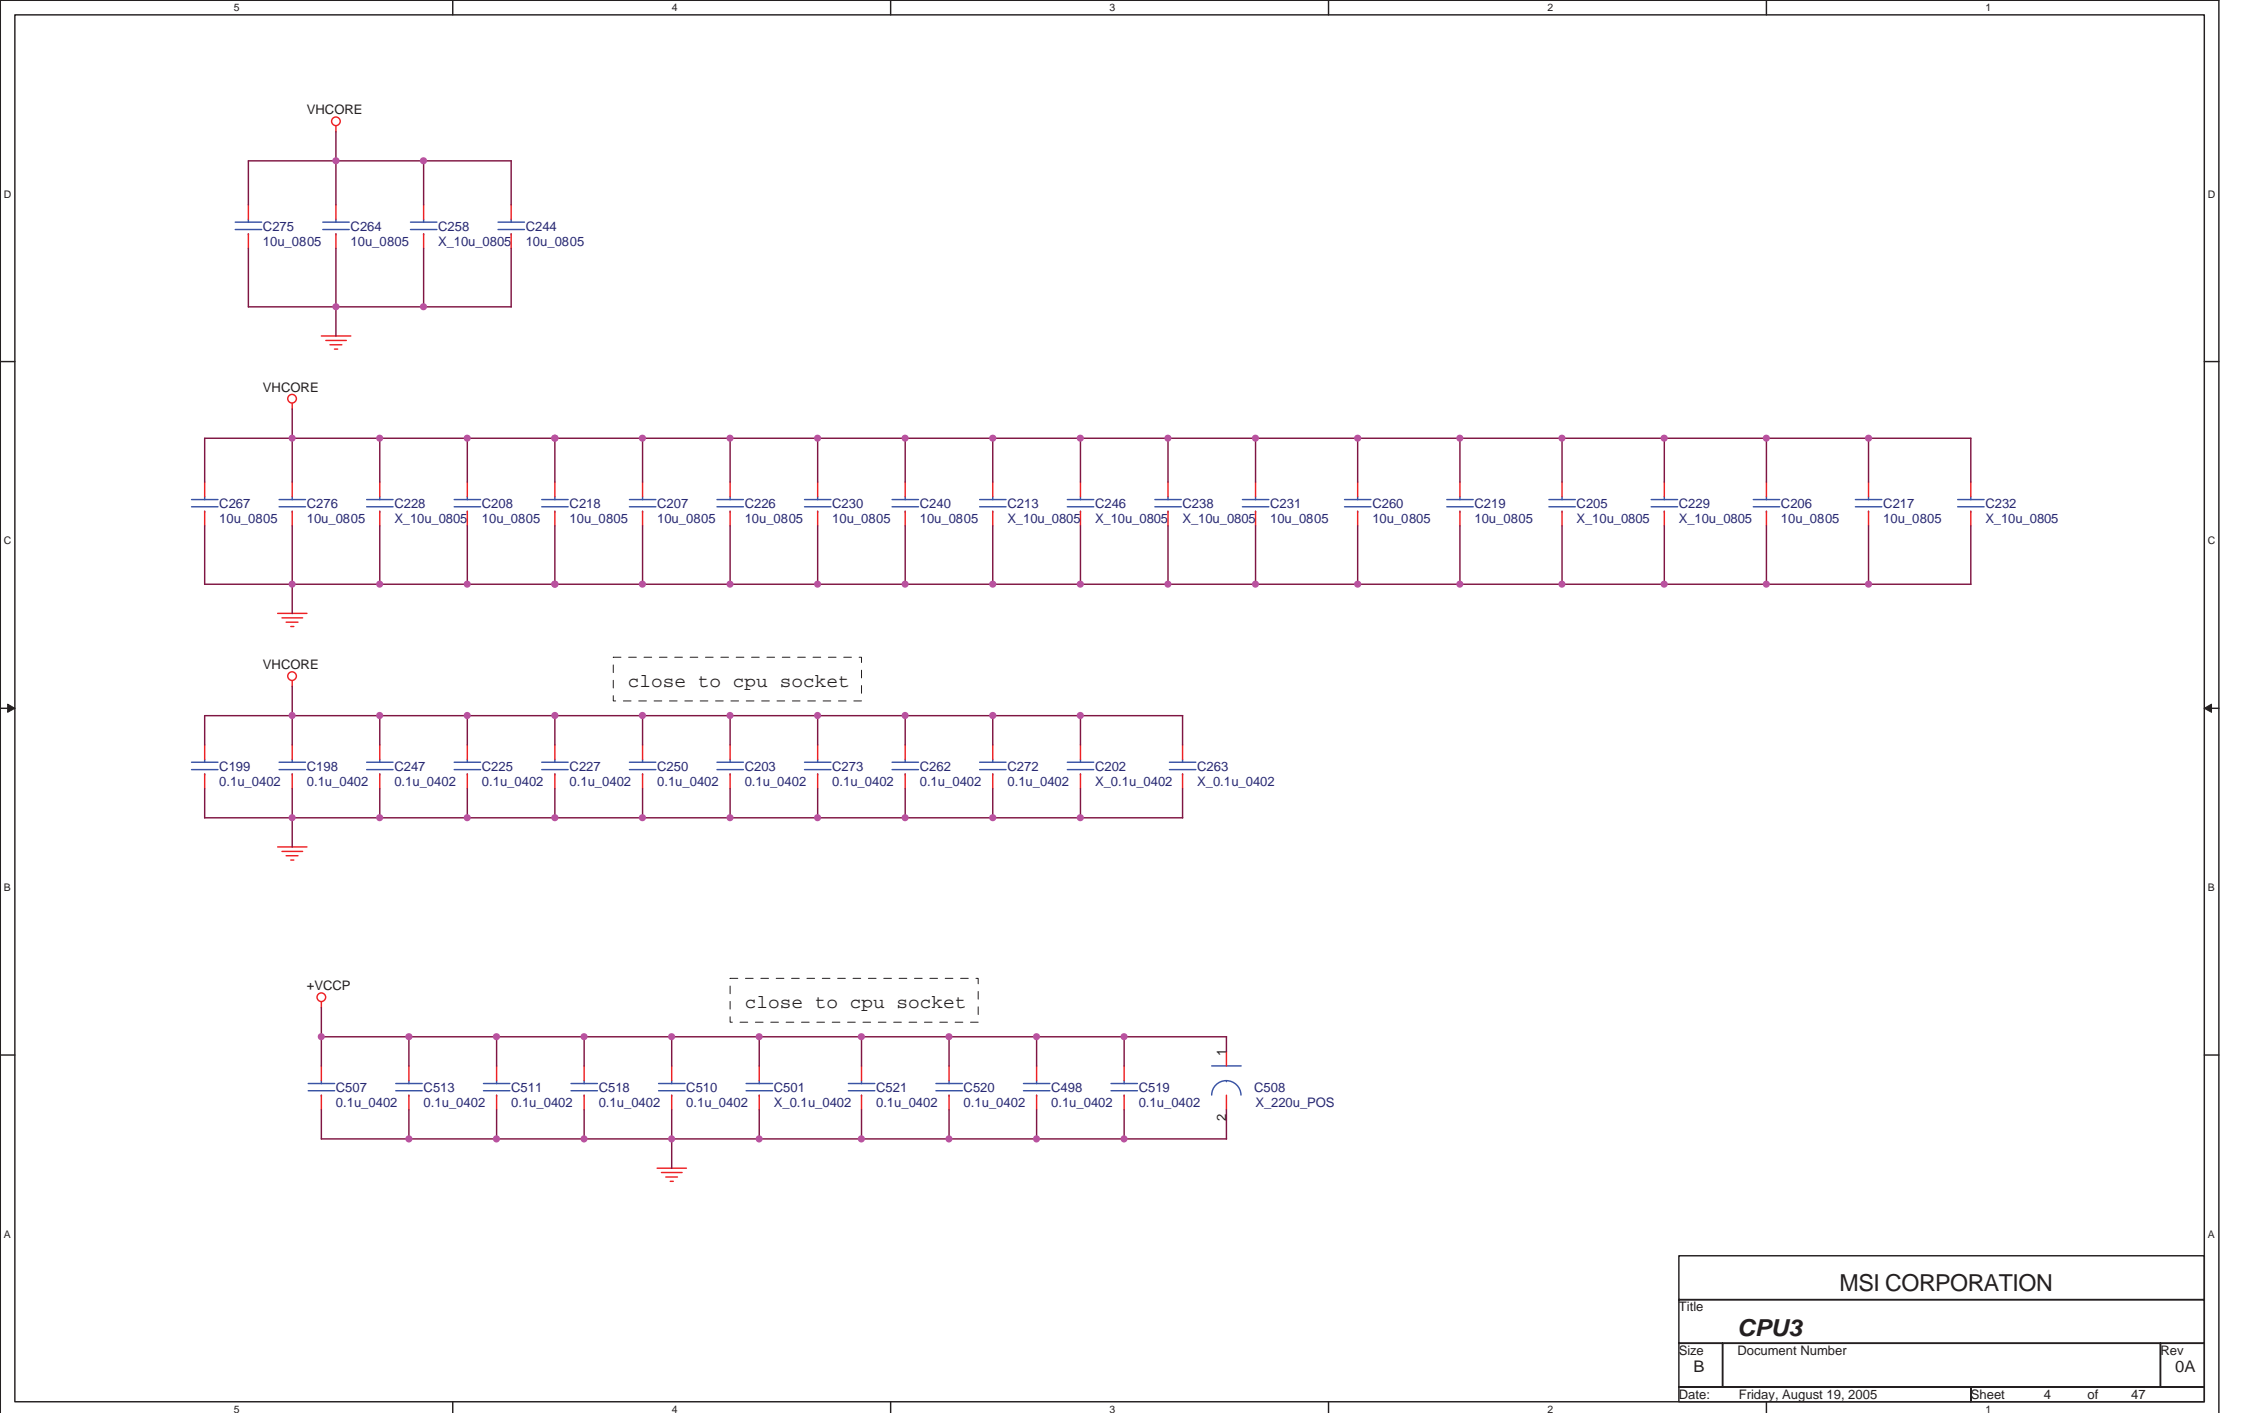 5 4 3 2 1
VHCORE
D D
C275 C264 C258 C244
10u_0805 10u_0805 X_10u_0805 10u_0805
VHCORE
C267 C276 C228 C208 C218 C207 C226 C230 C240 C213 C246 C238 C231 C260 C219 C205 C229 C206 C217 C232
10u_0805 10u_0805 X_10u_0805 10u_0805 10u_0805 10u_0805 10u_0805 10u_0805 10u_0805 X_10u_0805 X_10u_0805 X_10u_0805 10u_0805 10u_0805 10u_0805 X_10u_0805 X_10u_0805 10u_0805 10u_0805 X_10u_0805
C C
VHCORE
close to cpu socket
C199 C198 C247 C225 C227 C250 C203 C273 C262 C272 C202 C263
0.1u_0402 0.1u_0402 0.1u_0402 0.1u_0402 0.1u_0402 0.1u_0402 0.1u_0402 0.1u_0402 0.1u_0402 0.1u_0402 X_0.1u_0402 X_0.1u_0402
B B
+VCCP
close to cpu socket
1
C507 C513 C511 C518 C510 C501 C521 C520 C498 C519 C508
0.1u_0402 0.1u_0402 0.1u_0402 0.1u_0402 0.1u_0402 X_0.1u_0402 0.1u_0402 0.1u_0402 0.1u_0402 0.1u_0402 X_220u_POS
2
A A
MSI CORPORATION
Title
CPU3
Size Document Number Rev
B 0A
Date: Friday, August 19, 2005 Sheet 4 of 47
5 4 3 2 1